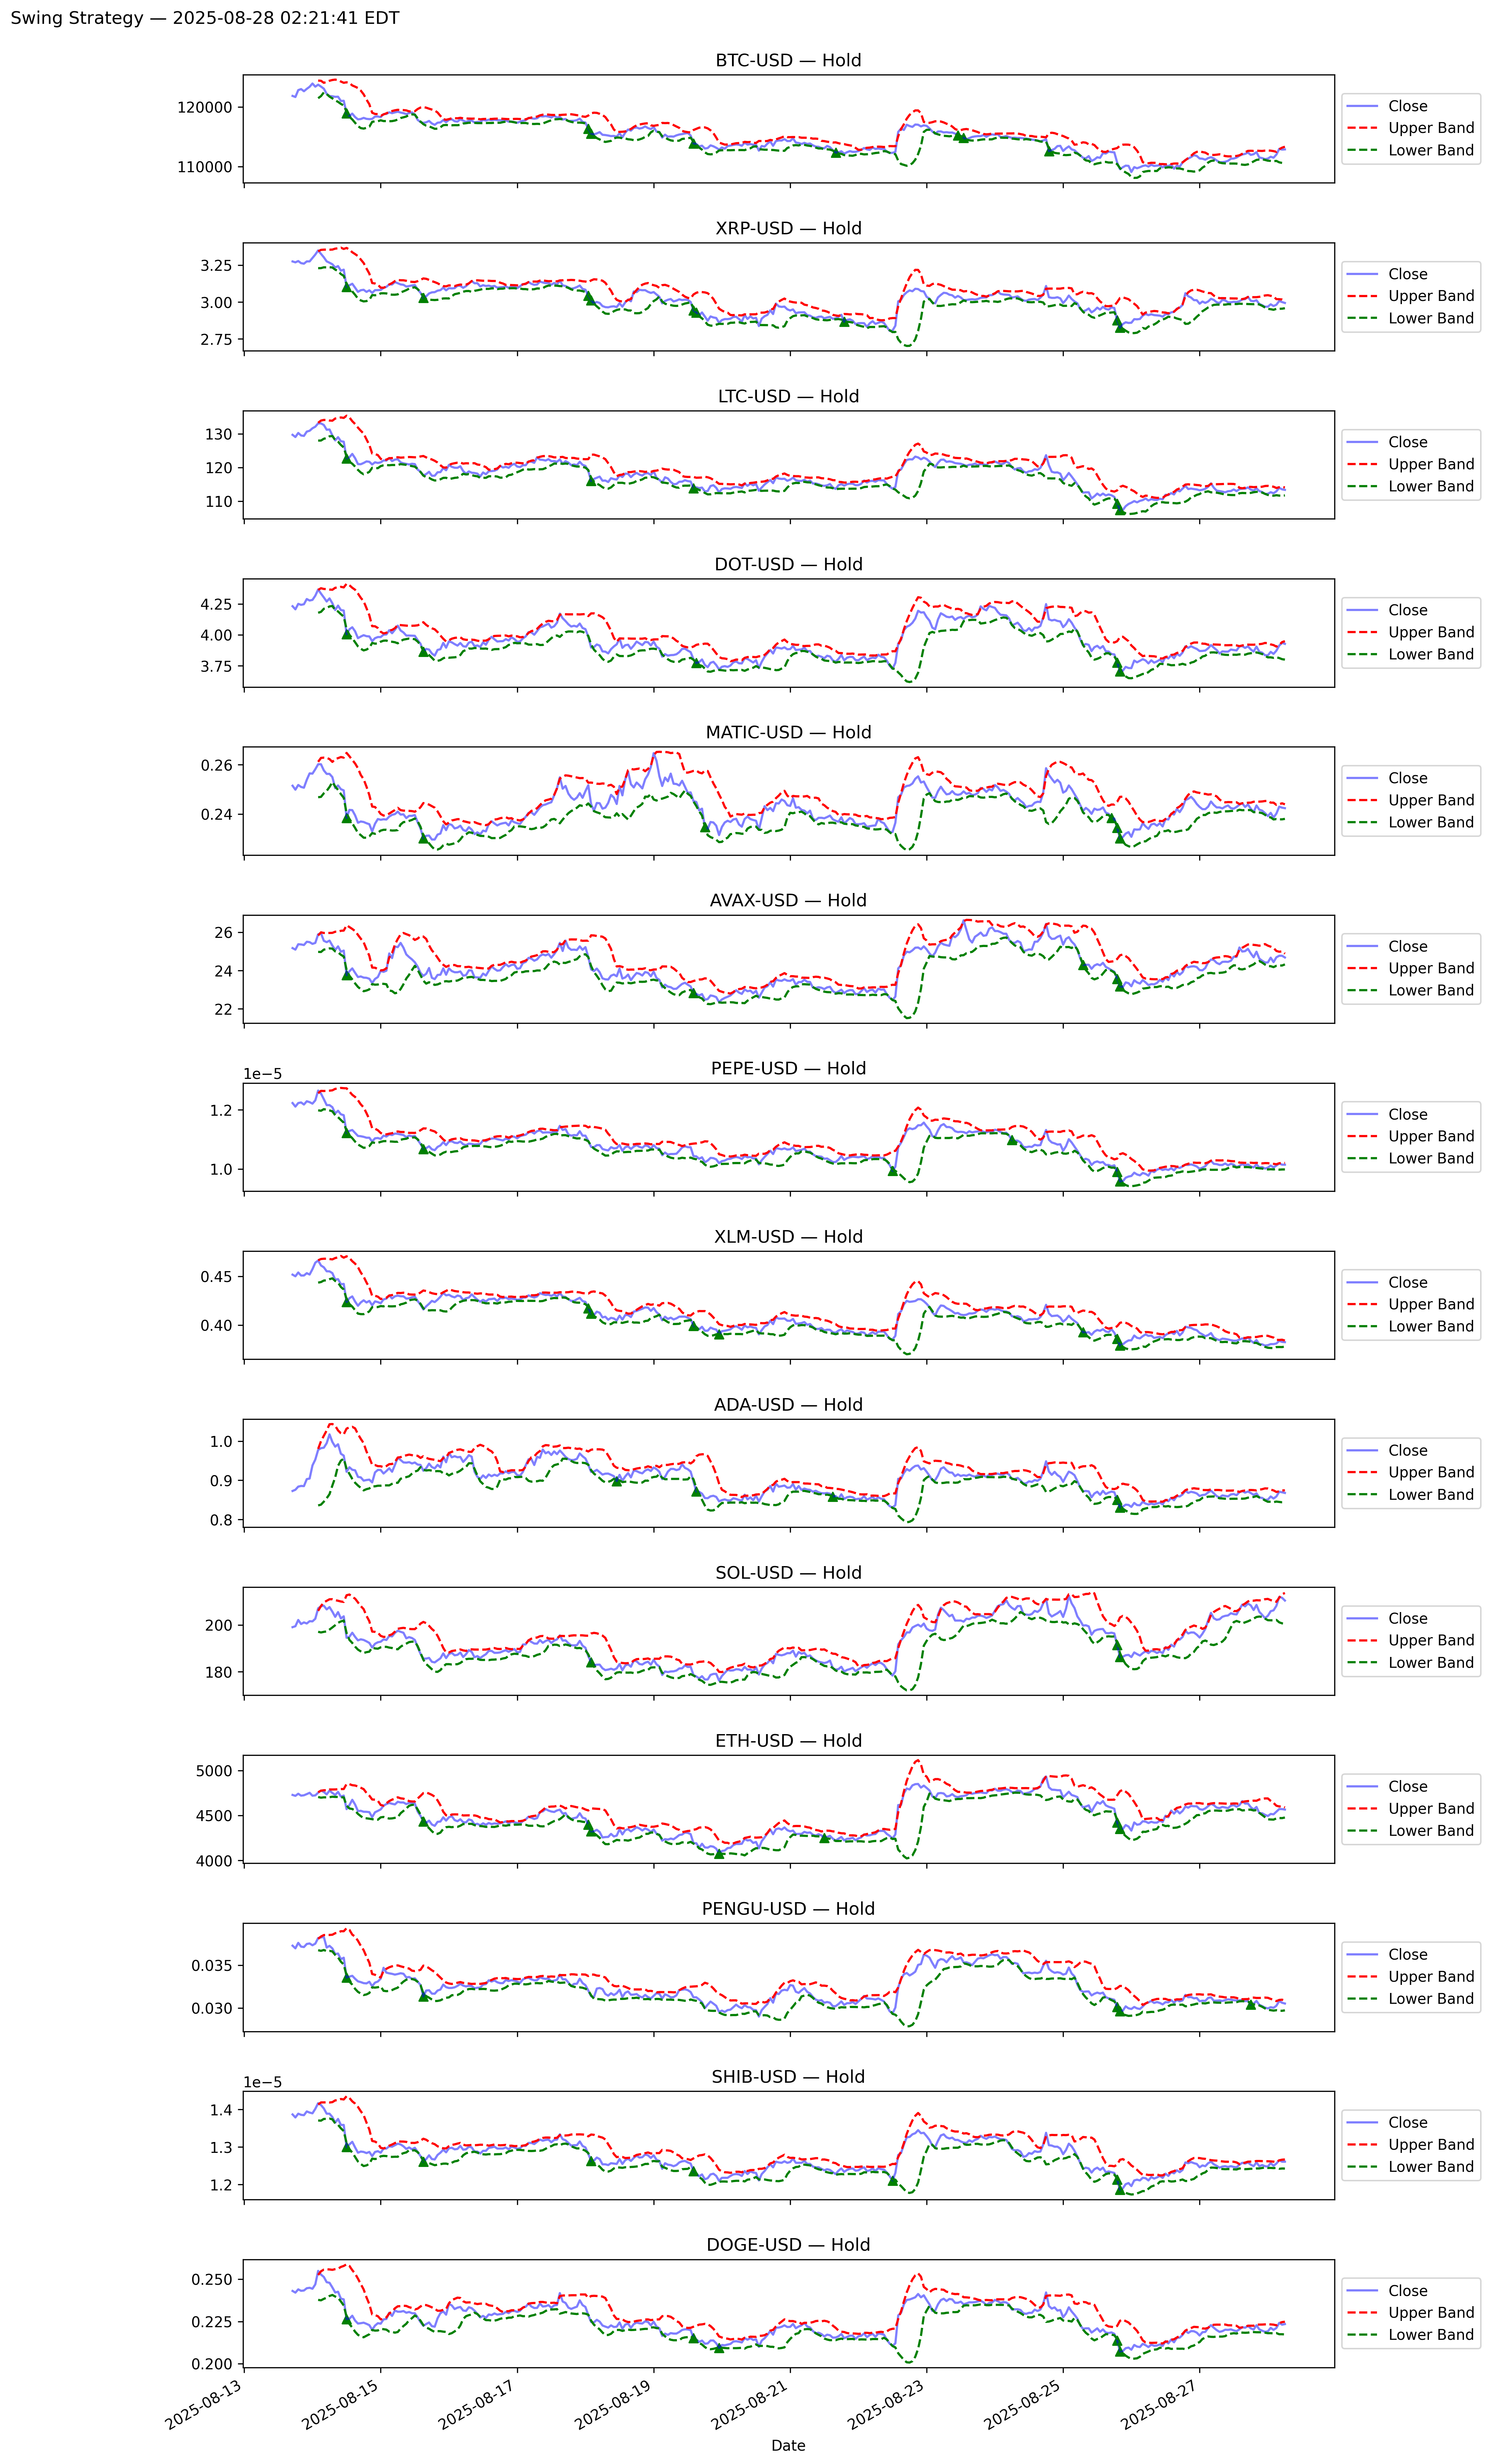 Swing Strategy — 2025-08-28 02:21:41 EDT
BTC-USD — Hold
120000
110000
Close
Upper Band
Lower Band
XRP-USD — Hold
3.25
3.00
2.75
Close
Upper Band
Lower Band
LTC-USD — Hold
130
120
110
Close
Upper Band
Lower Band
DOT-USD — Hold
4.25
4.00
3.75
Close
Upper Band
Lower Band
MATIC-USD — Hold
0.26
0.24
Close
Upper Band
Lower Band
AVAX-USD — Hold
26
24
22
Close
Upper Band
Lower Band
PEPE-USD — Hold
1e−5
1.2
1.0
Close
Upper Band
Lower Band
XLM-USD — Hold
0.45
0.40
Close
Upper Band
Lower Band
ADA-USD — Hold
1.0
0.9
0.8
Close
Upper Band
Lower Band
SOL-USD — Hold
200
180
Close
Upper Band
Lower Band
ETH-USD — Hold
5000
4500
4000
Close
Upper Band
Lower Band
PENGU-USD — Hold
0.035
0.030
Close
Upper Band
Lower Band
SHIB-USD — Hold
1e−5
1.4
1.3
1.2
Close
Upper Band
Lower Band
DOGE-USD — Hold
0.250
0.225
0.200
Close
Upper Band
Lower Band
2025-08-13
2025-08-15
2025-08-17
2025-08-19
2025-08-21
2025-08-23
2025-08-25
2025-08-27
Date